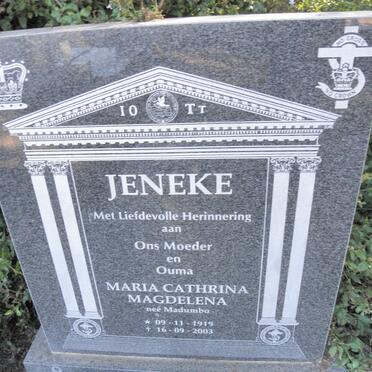 IO TT
JENEKE
Met Liefdevolle Herinnering
aan
Ons Moeder
en
Ouma
MARIA CATHRINA
MAGDELENA
neé Madumbo
* 09 - 11 - 1919
† 16 - 09 - 2003